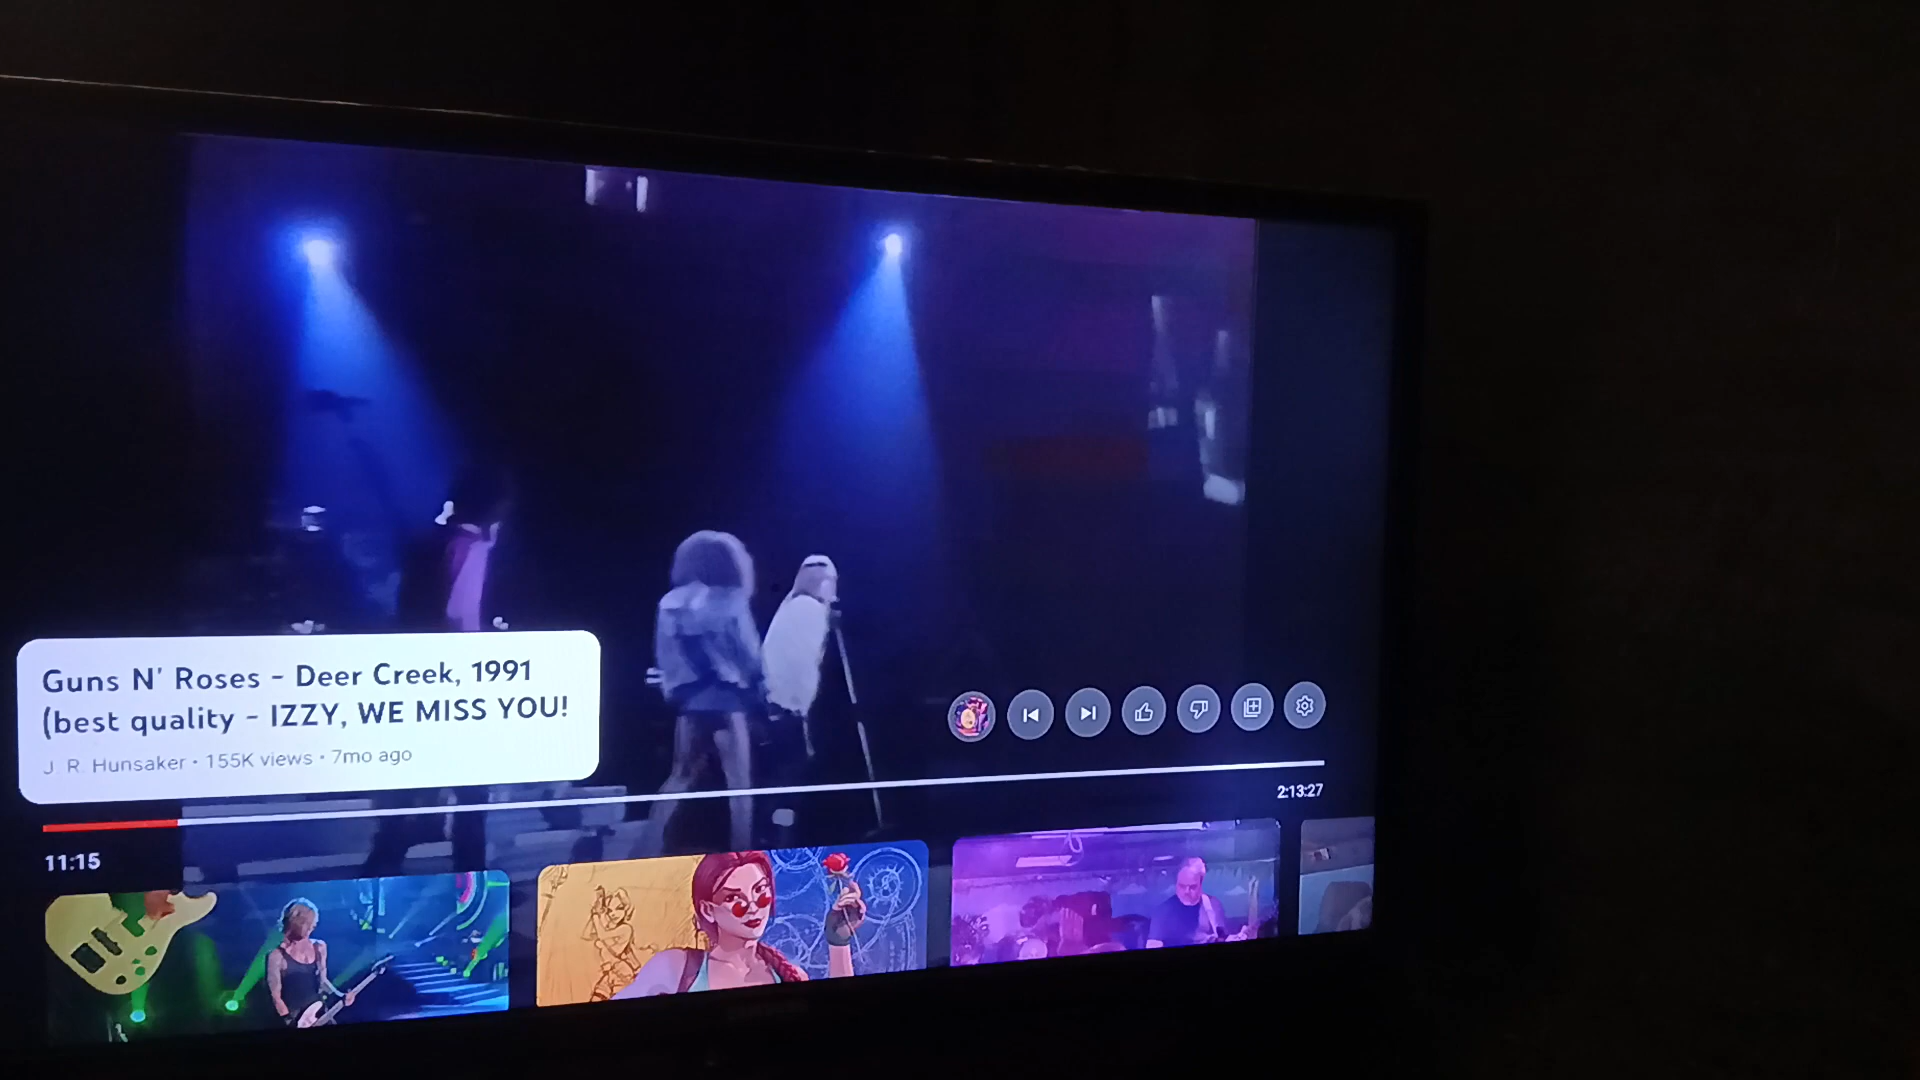 Guns N' Roses - Deer Creek, 1991
(best quality - IZZY, WE MISS YOU!
J. R. Hunsaker • 155K views • 7mo ago
2:13:27
11:15